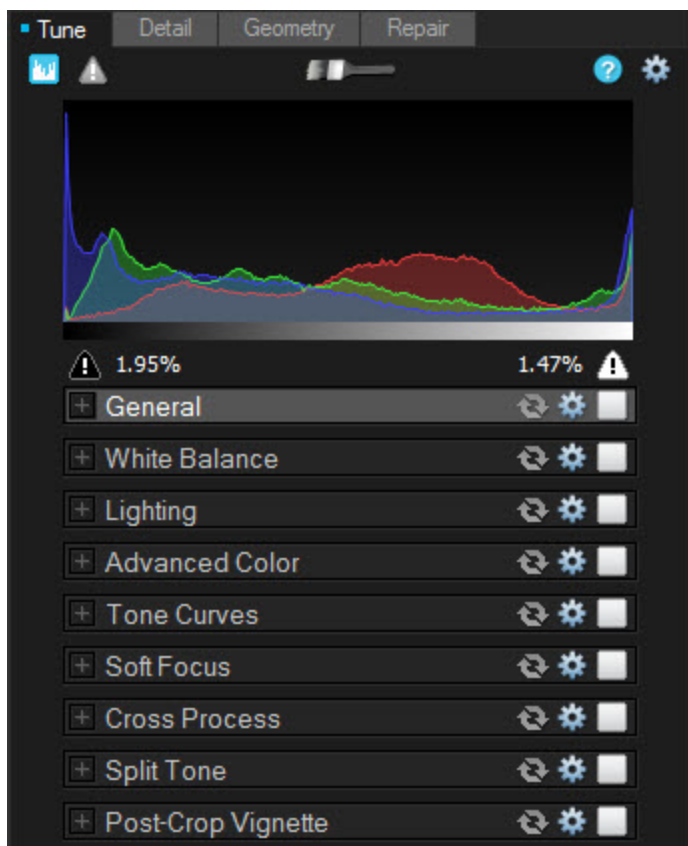 Tune Detail Geometry Repair
?
1.95% 1.47%
General
White Balance
Lighting
Advanced Color
Tone Curves
Soft Focus
Cross Process
Split Tone
Post-Crop Vignette